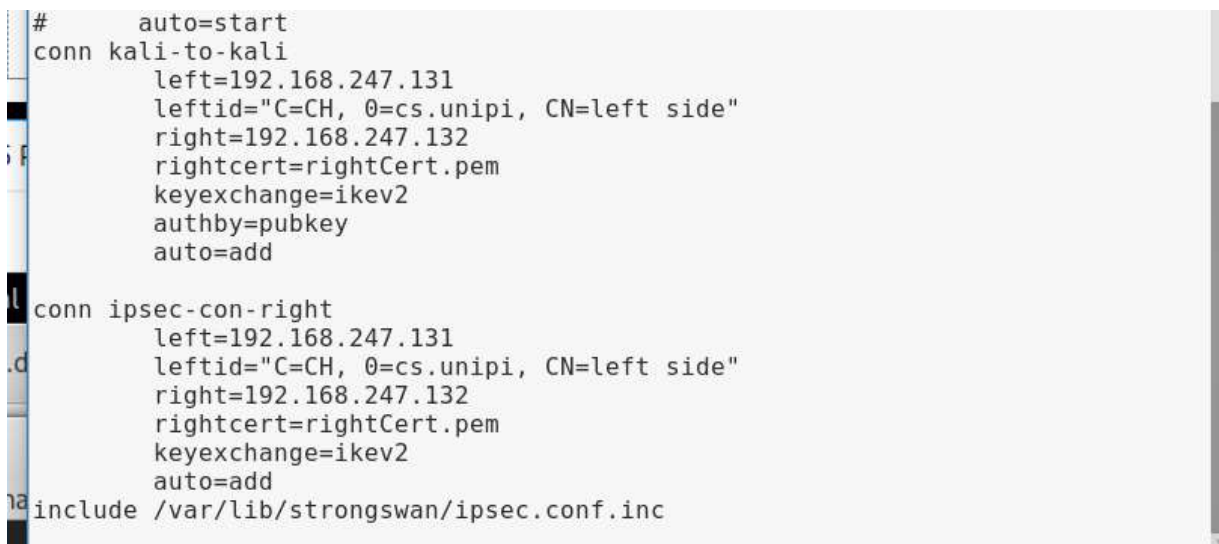 #      auto=start
conn kali-to-kali
        left=192.168.247.131
        leftid="C=CH, 0=cs.unipi, CN=left side"
        right=192.168.247.132
        rightcert=rightCert.pem
        keyexchange=ikev2
        authby=pubkey
        auto=add
conn ipsec-con-right
        left=192.168.247.131
        leftid="C=CH, 0=cs.unipi, CN=left side"
        right=192.168.247.132
        rightcert=rightCert.pem
        keyexchange=ikev2
        auto=add
include /var/lib/strongswan/ipsec.conf.inc